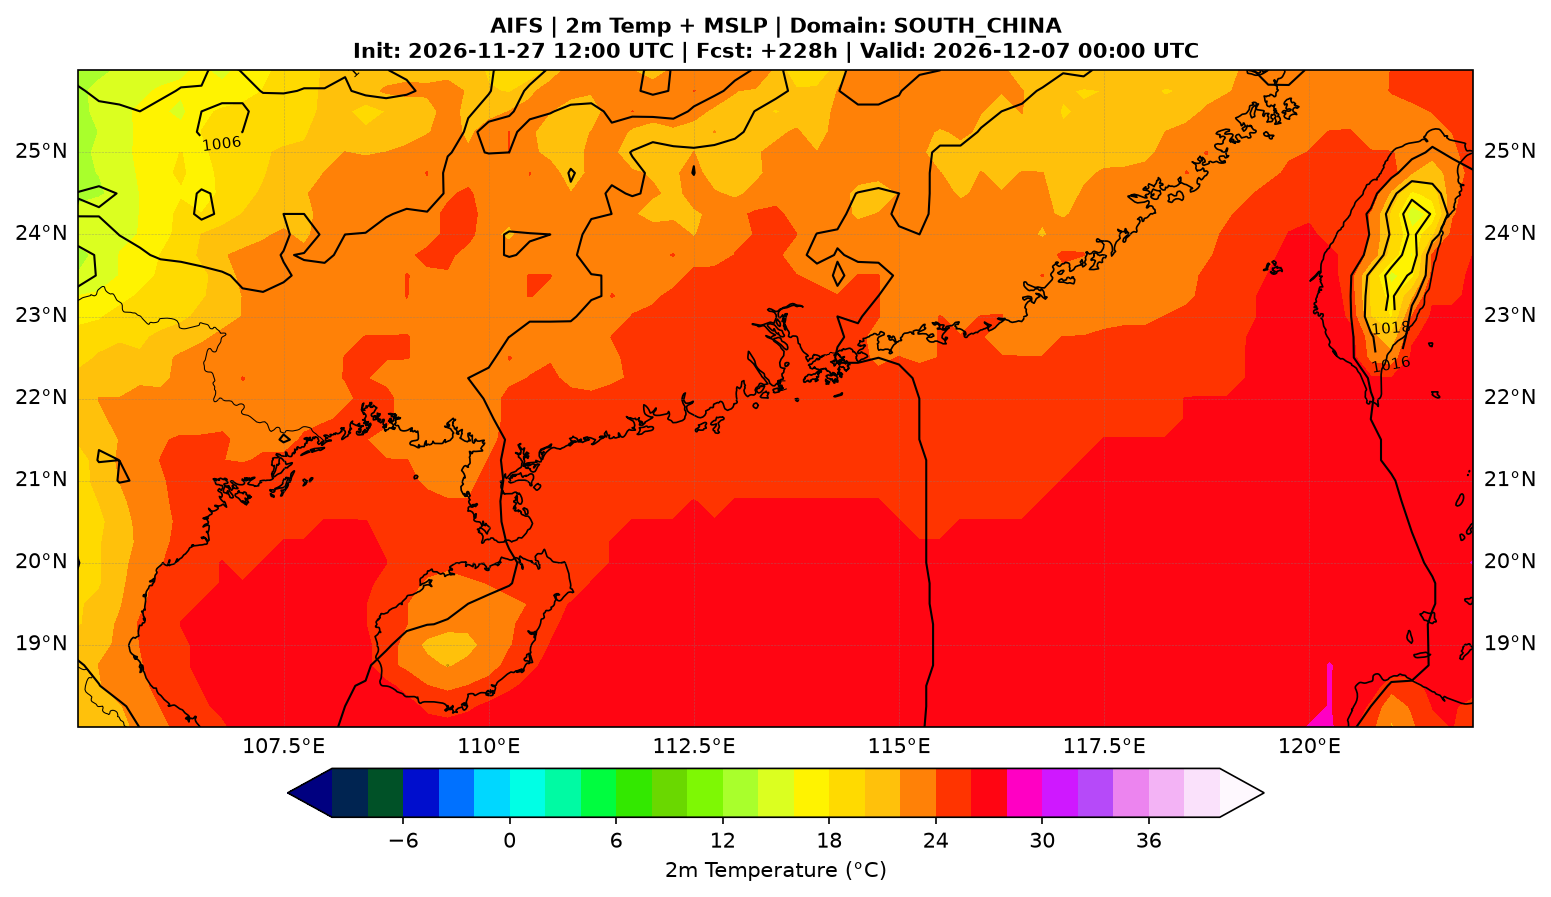 AIFS | 2m Temp + MSLP | Domain: SOUTH_CHINA
Init: 2026-11-27 12:00 UTC | Fcst: +228h | Valid: 2026-12-07 00:00 UTC
1006
25°N 25°N
24°N 24°N
23°N 23°N
1018
1016
22°N 22°N
21°N 21°N
20°N 20°N
19°N 19°N
107.5°E 110°E 112.5°E 115°E 117.5°E 120°E
−6 0 6 12 18 24 30 36
2m Temperature (°C)